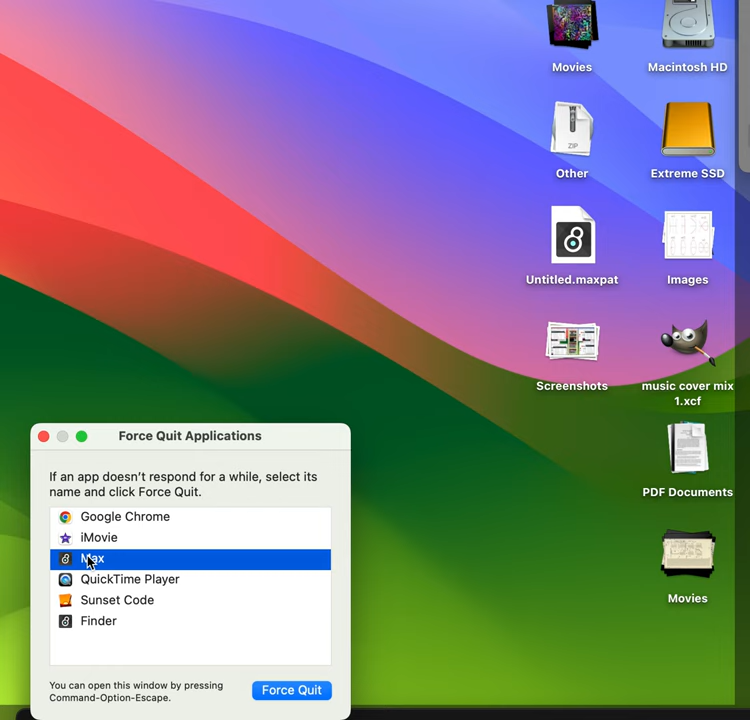 Movies
Macintosh HD
ZIP
Other
Extreme SSD
Untitled.maxpat
Images
Screenshots
music cover mix
1.xcf
PDF Documents
Movies
Force Quit Applications
If an app doesn’t respond for a while, select its
name and click Force Quit.
Google Chrome
iMovie
Max
QuickTime Player
Sunset Code
Finder
You can open this window by pressing
Command-Option-Escape.
Force Quit